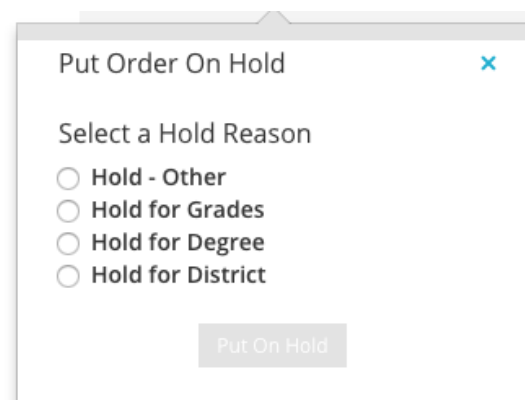 Put Order On Hold
Select a Hold Reason
Hold - Other
Hold for Grades
Hold for Degree
Hold for District
Put On Hold